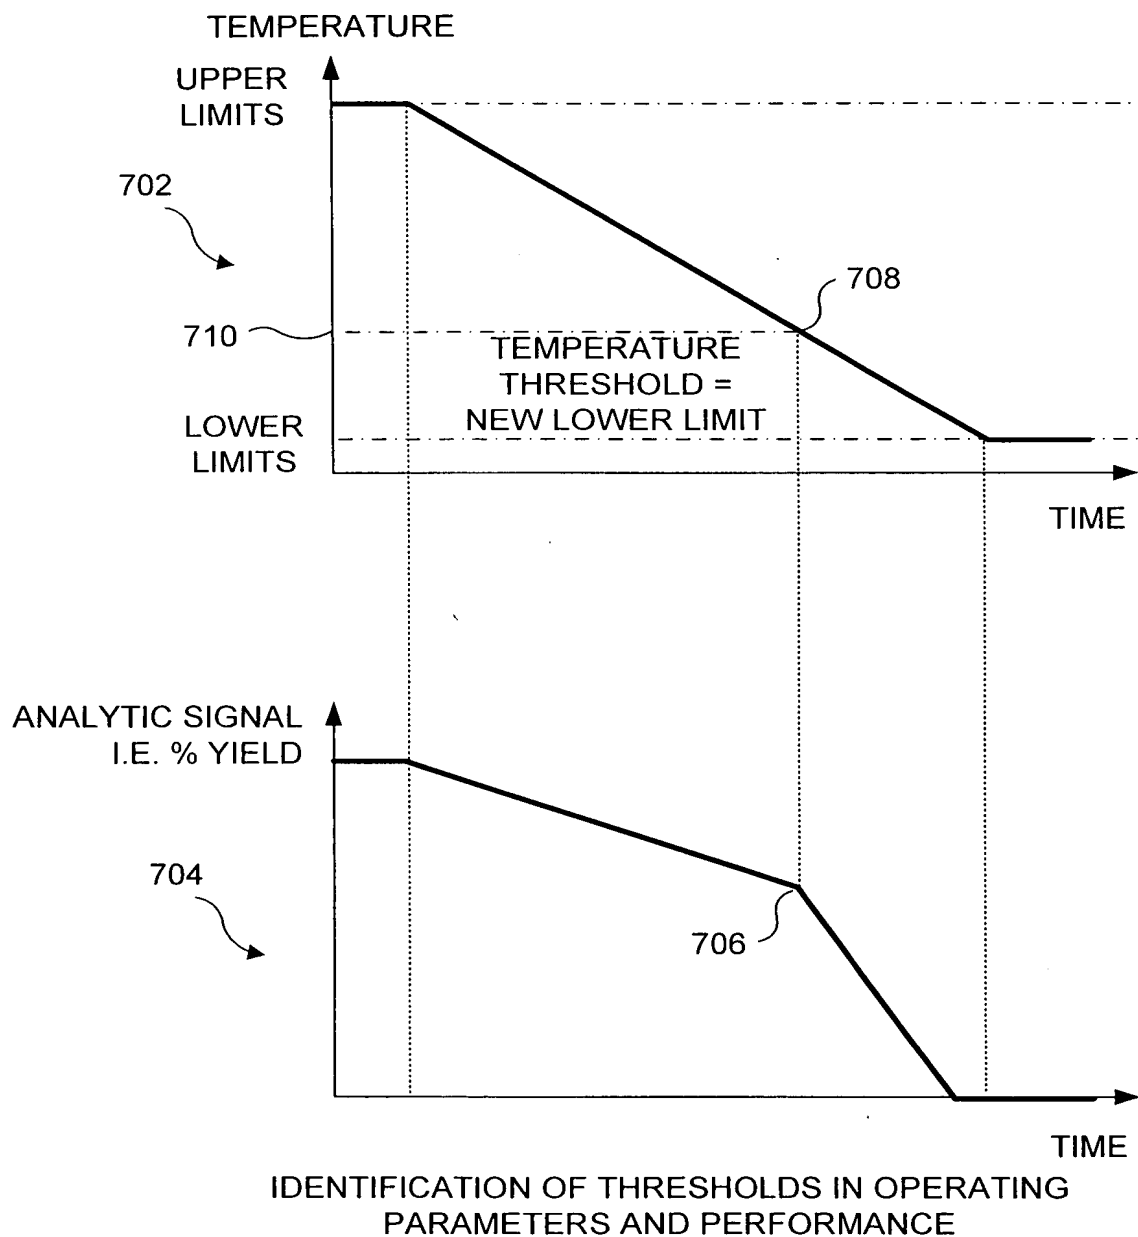 TEMPERATURE
UPPER
LIMITS
702
708
710
TEMPERATURE
THRESHOLD =
NEW LOWER LIMIT
LOWER
LIMITS
TIME
ANALYTIC SIGNAL
I.E. % YIELD
704
706
TIME
IDENTIFICATION OF THRESHOLDS IN OPERATING
PARAMETERS AND PERFORMANCE